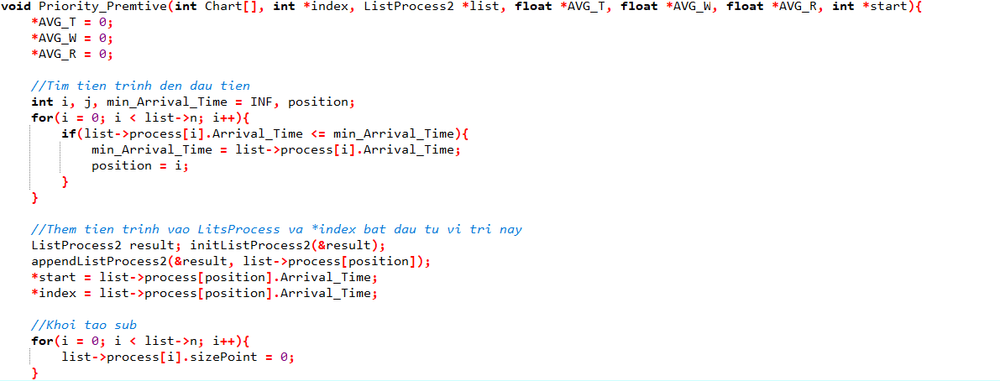 void Priority_Premtive(int Chart[], int *index, ListProcess2 *list, float *AVG_T, float *AVG_W, float *AVG_R, int *start){
    *AVG_T = 0;
    *AVG_W = 0;
    *AVG_R = 0;
    //Tim tien trinh den dau tien
    int i, j, min_Arrival_Time = INF, position;
    for(i = 0; i < list->n; i++){
        if(list->process[i].Arrival_Time <= min_Arrival_Time){
            min_Arrival_Time = list->process[i].Arrival_Time;
            position = i;
        }
    }
    //Them tien trinh vao LitsProcess va *index bat dau tu vi tri nay
    ListProcess2 result; initListProcess2(&result);
    appendListProcess2(&result, list->process[position]);
    *start = list->process[position].Arrival_Time;
    *index = list->process[position].Arrival_Time;
    //Khoi tao sub
    for(i = 0; i < list->n; i++){
        list->process[i].sizePoint = 0;
    }